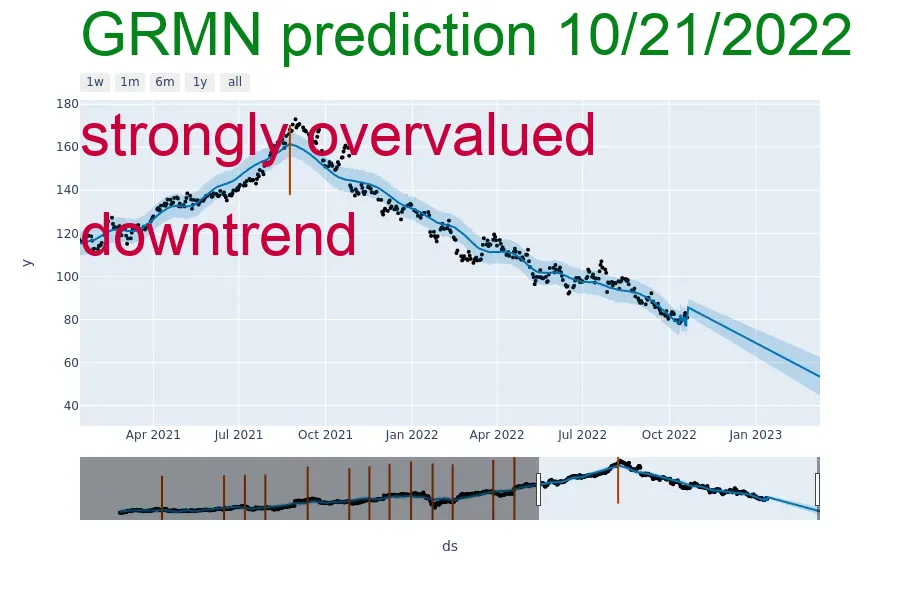 GRMN prediction 10/21/2022
1w 1m 6m 1y all
180
strongly overvalued
160
140
downtrend
120
100
y
80
60
40
Apr 2021 Jul 2021 Oct 2021 Jan 2022 Apr 2022 Jul 2022 Oct 2022 Jan 2023
ds